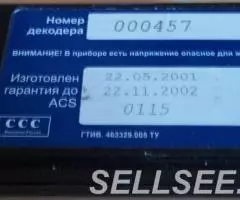 Номер
декодера
000457
ВНИМАНИЕ! В приборе есть напряжение опасное для ж
Изготовлен
гарантия до
ACS
22.05.2001
22.11.2002
0115
ССС
ГТИВ. 463329.005 ТУ
SELLSEE.